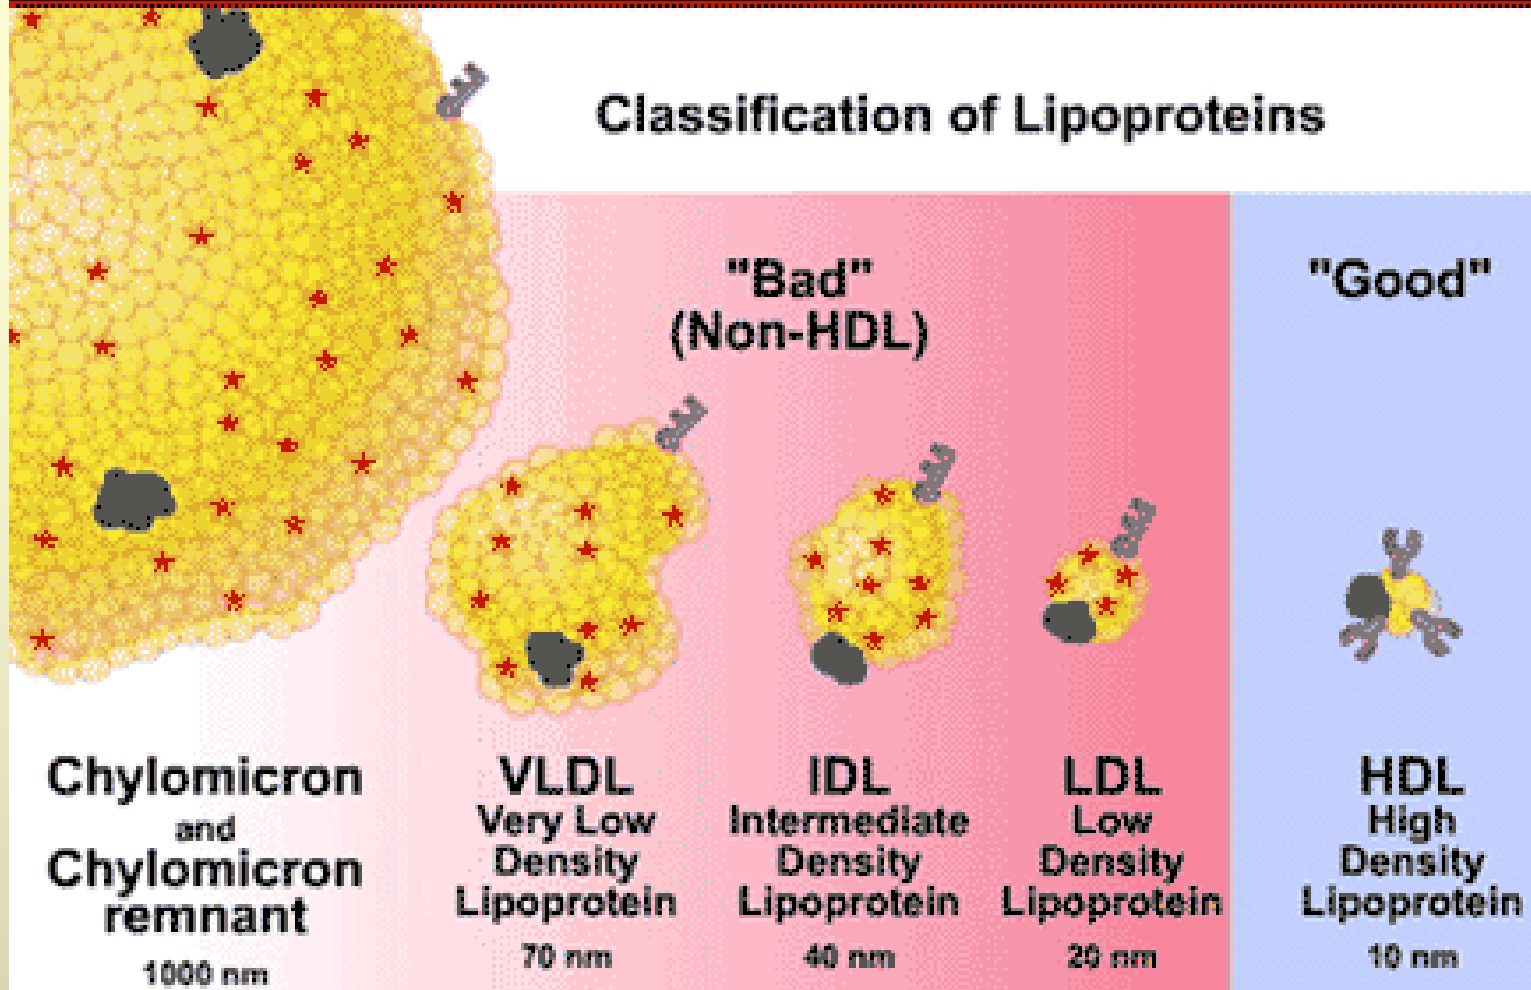 Classification of Lipoproteins
"Bad"
(Non-HDL)
"Good"
Chylomicron
and
Chylomicron
remnant
1000 nm
VLDL
Very Low
Density
Lipoprotein
70 nm
IDL
Intermediate
Density
Lipoprotein
40 nm
LDL
Low
Density
Lipoprotein
20 nm
HDL
High
Density
Lipoprotein
10 nm